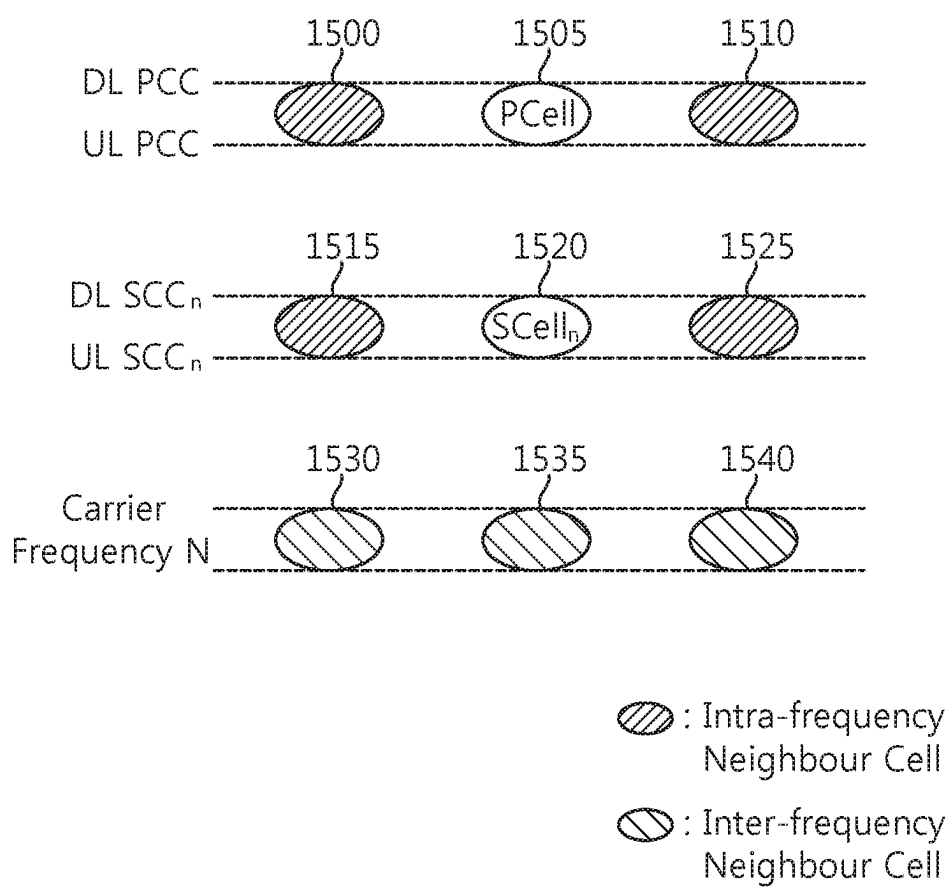 1500 1505 1510
DL PCC
PCell
UL PCC
1515 1520 1525
DL SCCn
SCelln
UL SCCn
1530 1535 1540
Carrier
Frequency N
: Intra-frequency
Neighbour Cell
: Inter-frequency
Neighbour Cell